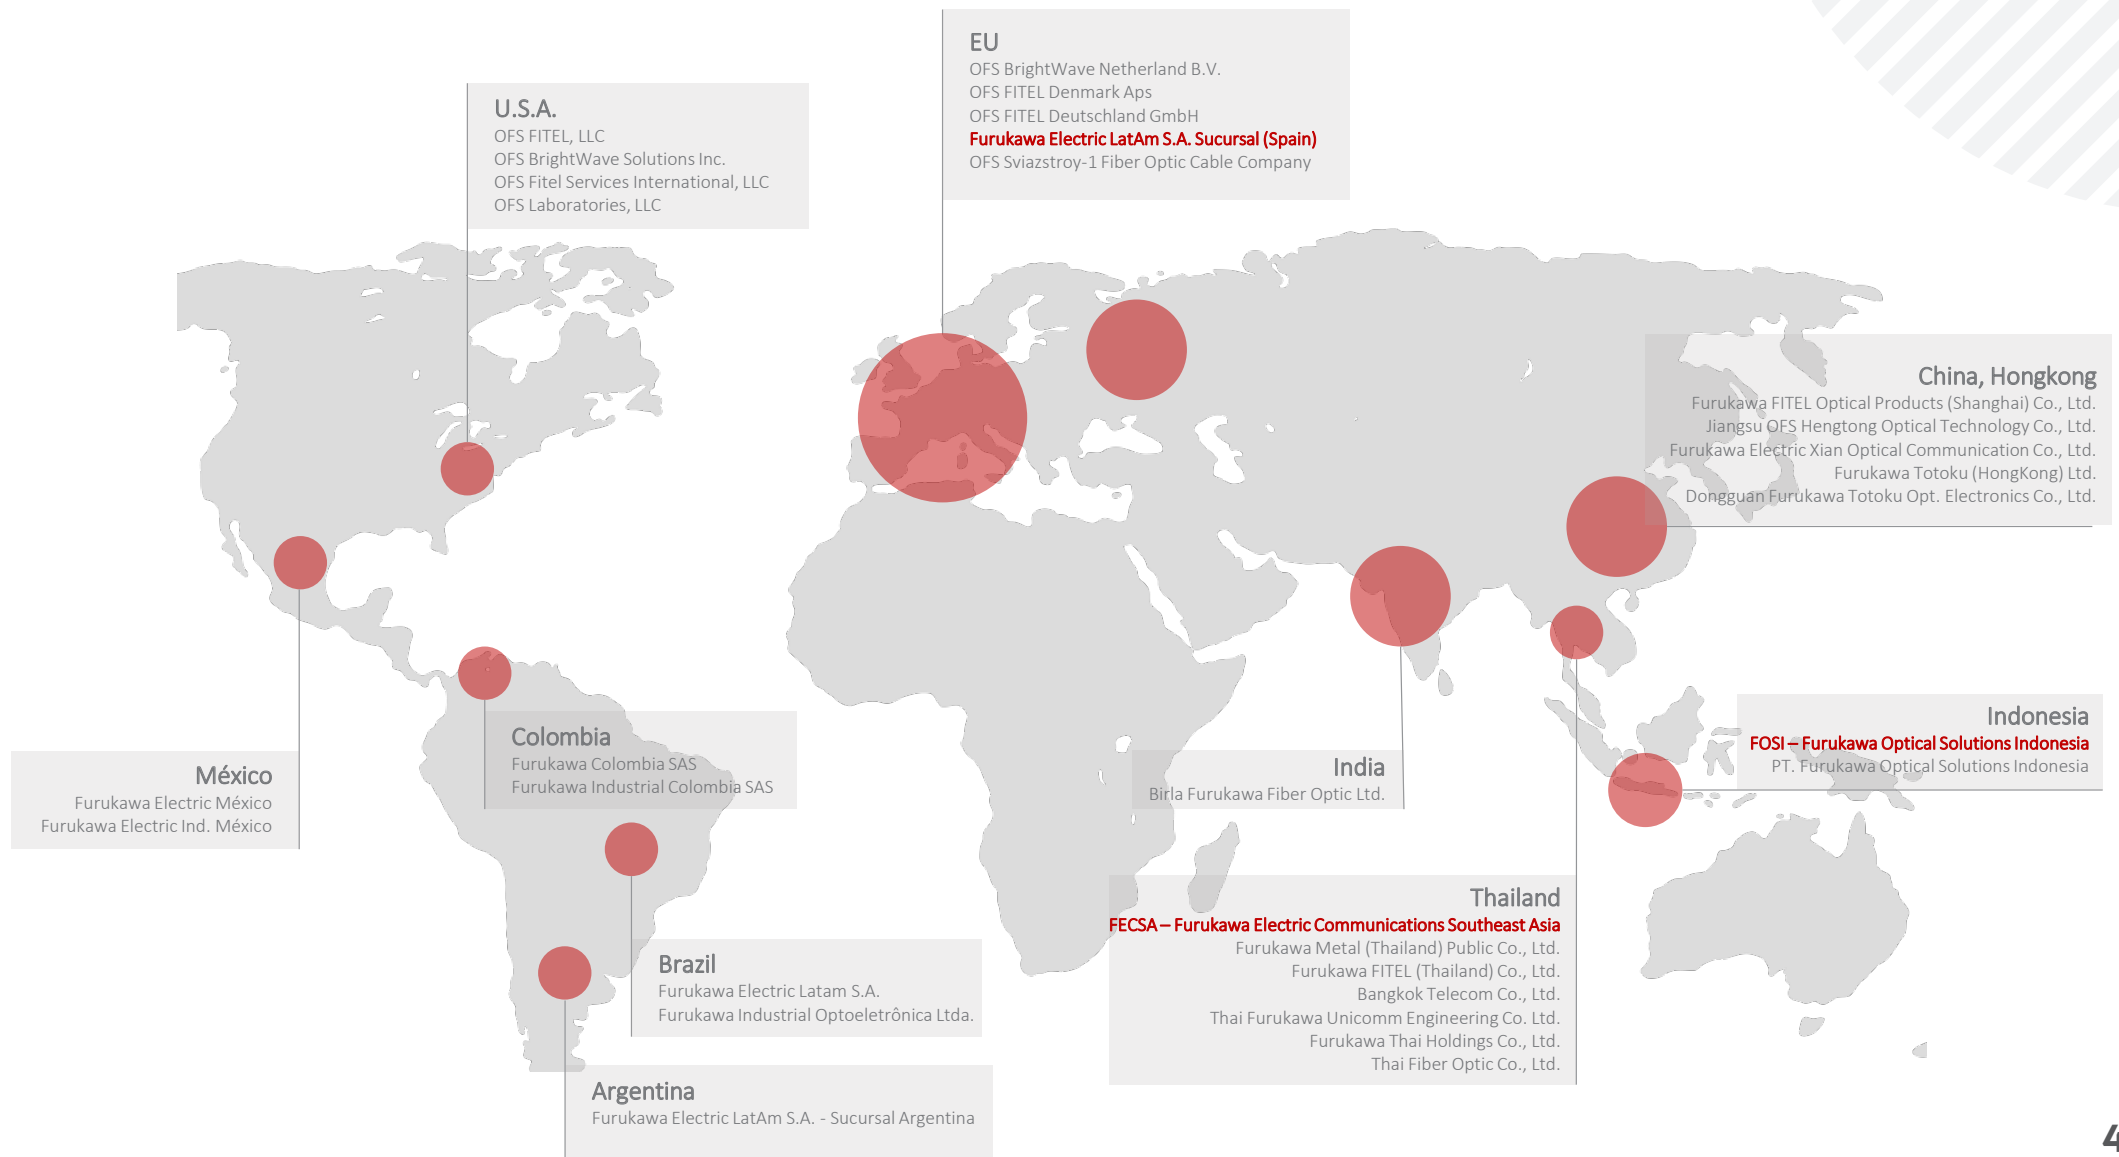 EU
OFS BrightWave Netherland B.V.
OFS FITEL Denmark Aps
OFS FITEL Deutschland GmbH
Furukawa Electric LatAm S.A. Sucursal (Spain)
OFS Sviazstroy-1 Fiber Optic Cable Company
U.S.A.
OFS FITEL, LLC
OFS BrightWave Solutions Inc.
OFS Fitel Services International, LLC
OFS Laboratories, LLC
China, Hongkong
Furukawa FITEL Optical Products (Shanghai) Co., Ltd.
Jiangsu OFS Hengtong Optical Technology Co., Ltd.
Furukawa Electric Xian Optical Communication Co., Ltd.
Furukawa Totoku (HongKong) Ltd.
Dongguan Furukawa Totoku Opt. Electronics Co., Ltd.
Indonesia
FOSI – Furukawa Optical Solutions Indonesia
PT. Furukawa Optical Solutions Indonesia
Colombia
Furukawa Colombia SAS
Furukawa Industrial Colombia SAS
México
Furukawa Electric México
Furukawa Electric Ind. México
India
Birla Furukawa Fiber Optic Ltd.
Thailand
FECSA – Furukawa Electric Communications Southeast Asia
Furukawa Metal (Thailand) Public Co., Ltd.
Furukawa FITEL (Thailand) Co., Ltd.
Bangkok Telecom Co., Ltd.
Thai Furukawa Unicomm Engineering Co. Ltd.
Furukawa Thai Holdings Co., Ltd.
Thai Fiber Optic Co., Ltd.
Brazil
Furukawa Electric Latam S.A.
Furukawa Industrial Optoeletrônica Ltda.
Argentina
Furukawa Electric LatAm S.A. - Sucursal Argentina
4